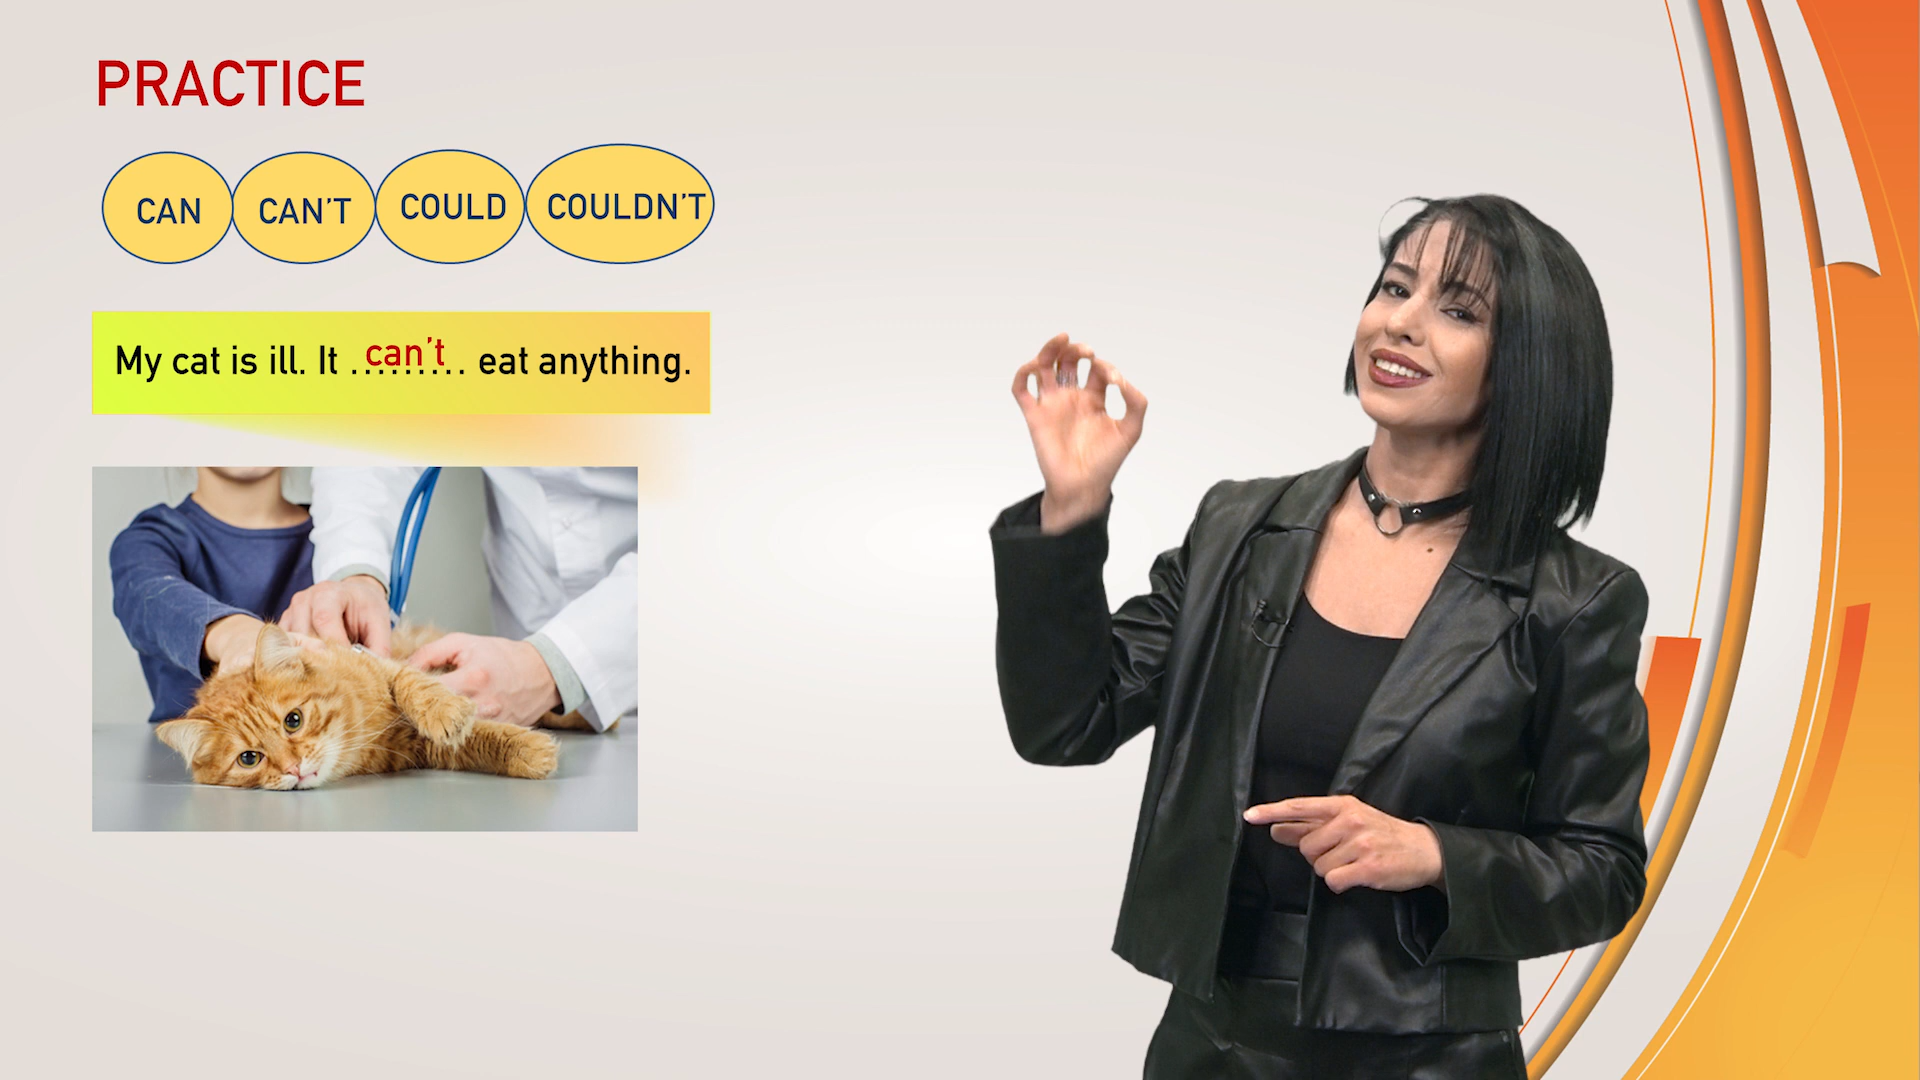 PRACTICE
CAN CAN'T COULD COULDN'T
My cat is ill. It ...can't... eat anything.